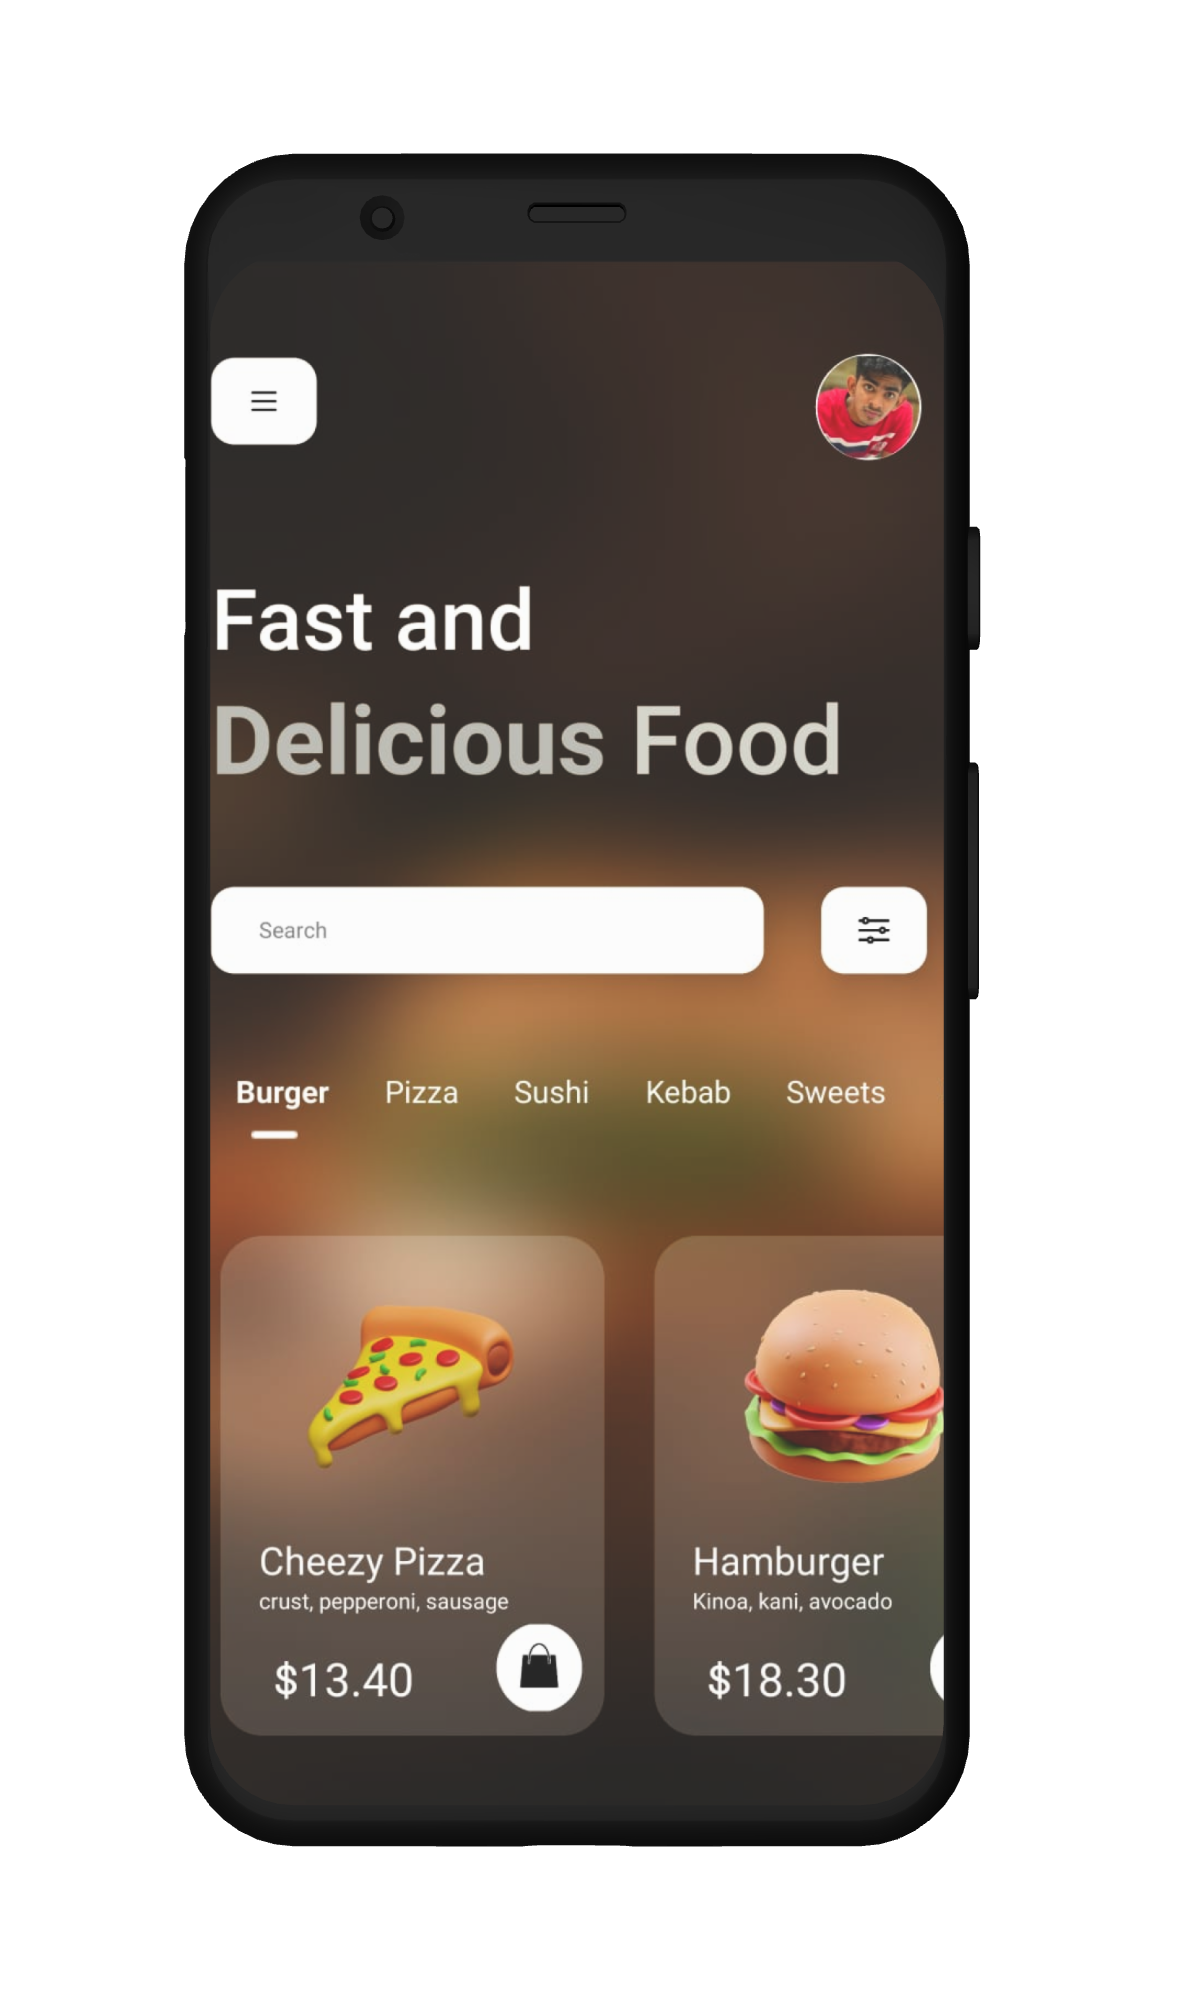 Fast and
Delicious Food
Search
Burger Pizza Sushi Kebab Sweets
Cheezy Pizza
crust, pepperoni, sausage
$13.40
Hamburger
Kinoa, kani, avocado
$18.30